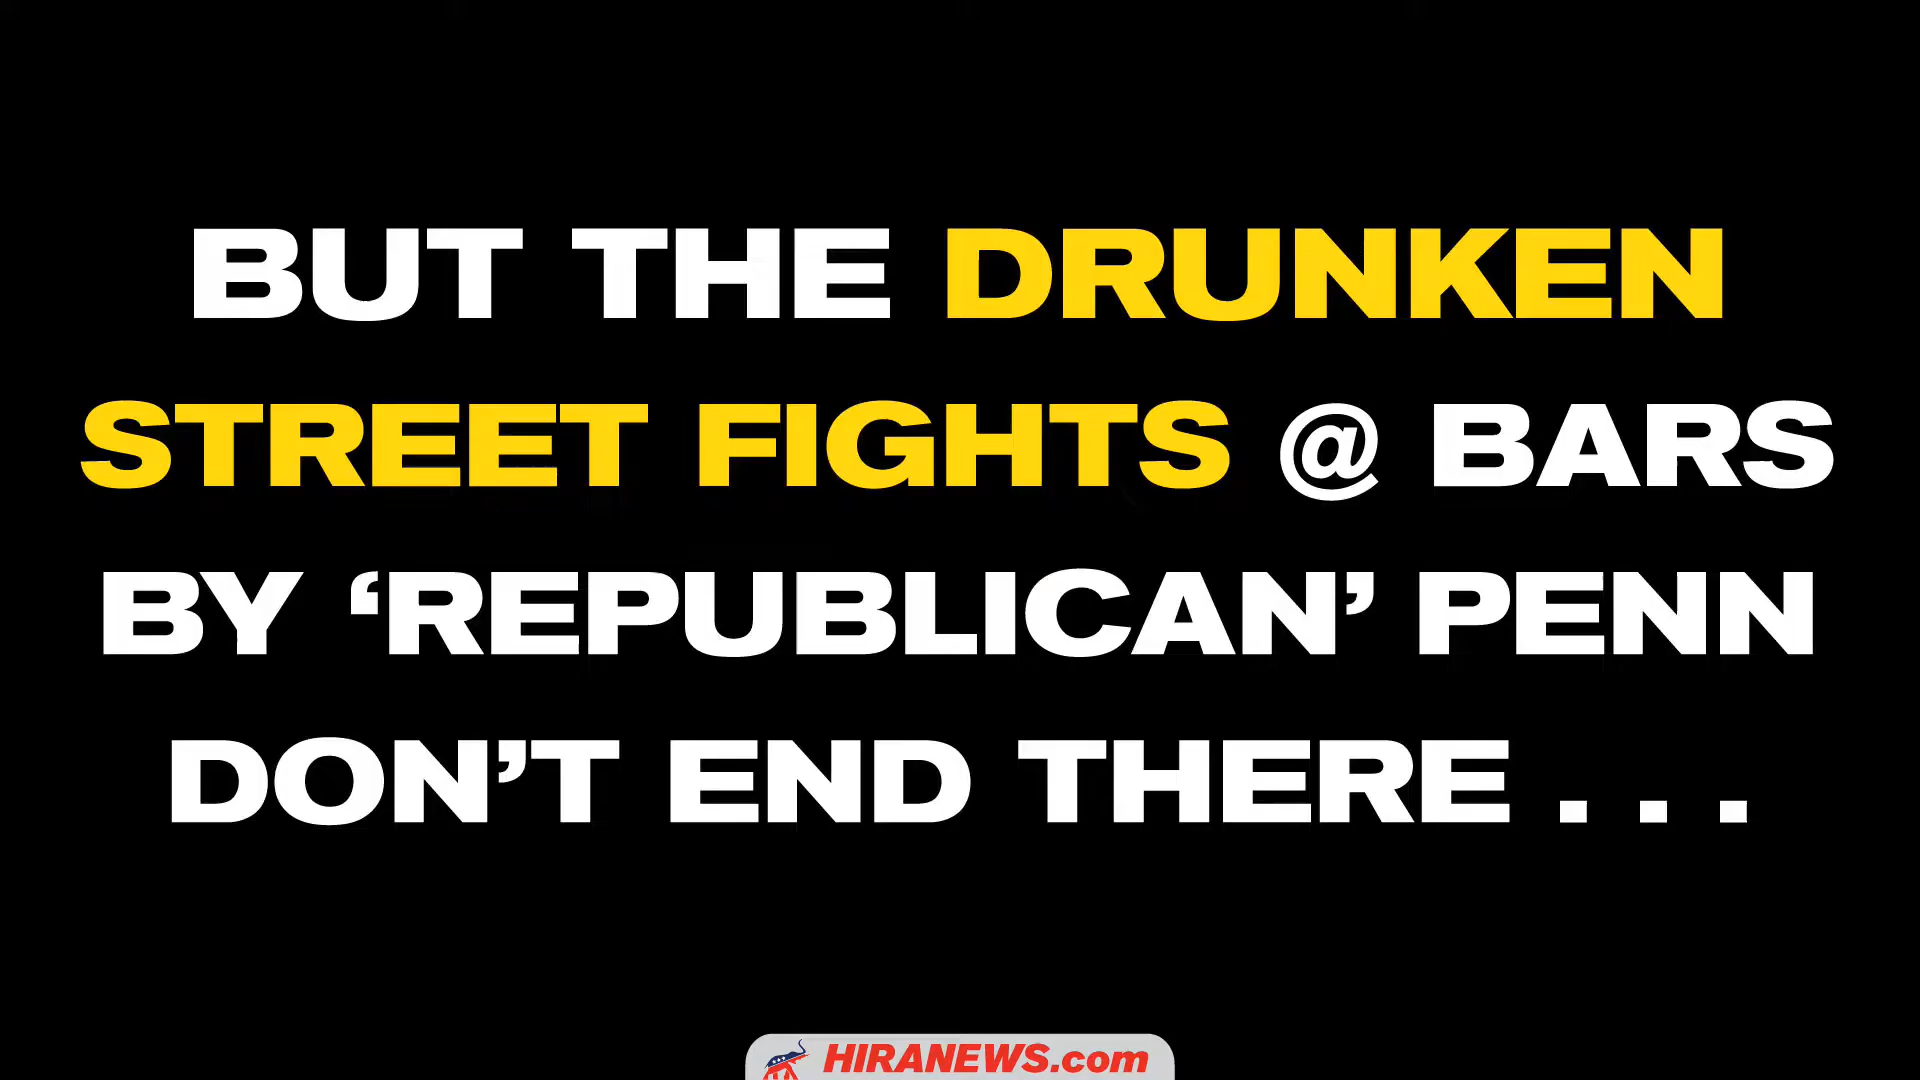 BUT THE DRUNKEN
STREET FIGHTS @ BARS
BY ‘REPUBLICAN’ PENN
DON’T END THERE . . .
HIRANEWS.com